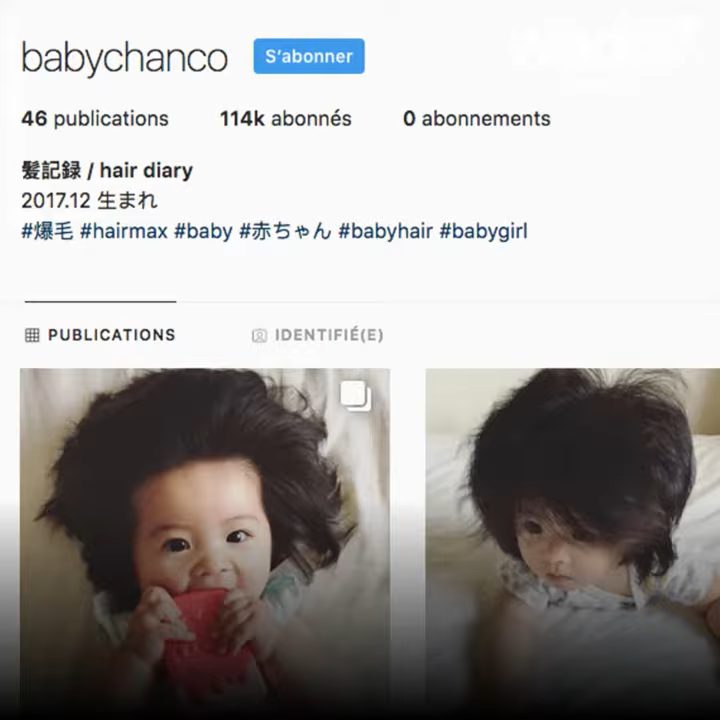 babychanco S'abonner
46 publications 114k abonnés 0 abonnements
髪記録 / hair diary
2017.12 生まれ
#爆毛 #hairmax #baby #赤ちゃん #babyhair #babygirl
PUBLICATIONS IDENTIFIÉ(E)